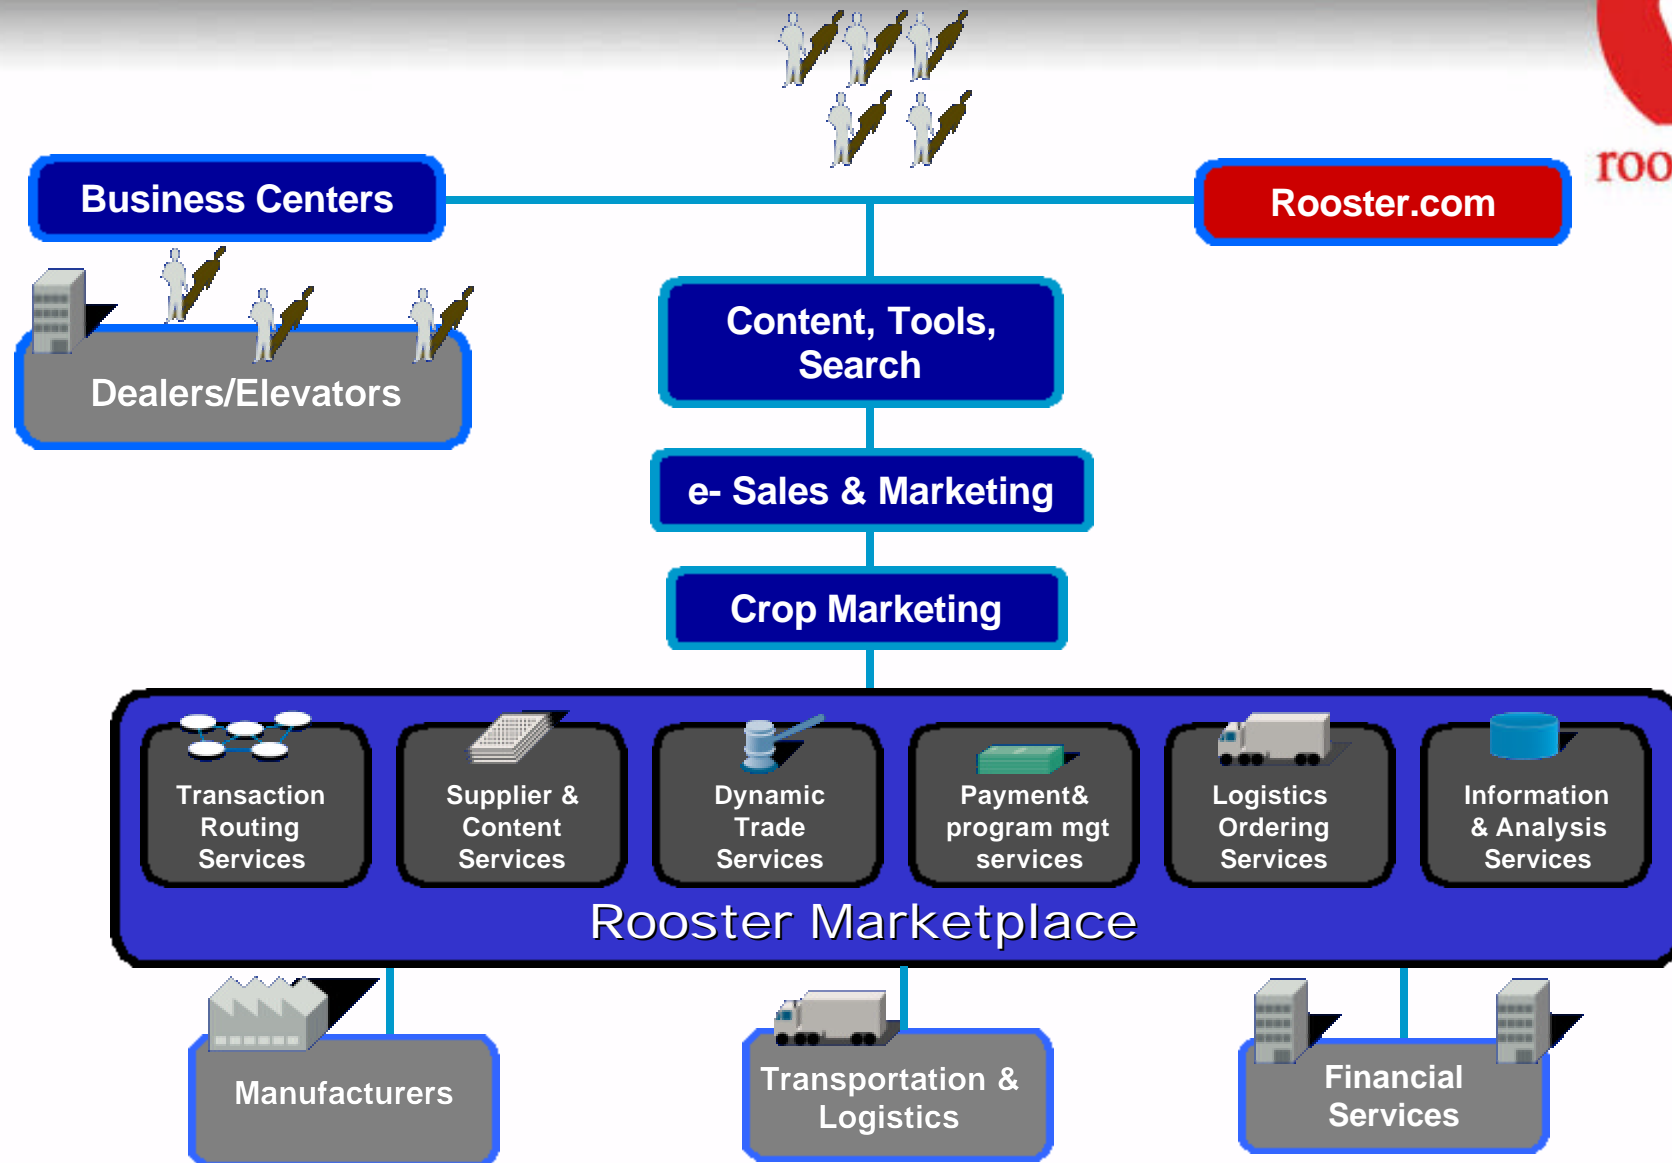 Business Centers
Rooster.com
Dealers/Elevators
Content, Tools,
Search
e- Sales & Marketing
Crop Marketing
Transaction
Routing
Services
Supplier &
Content
Services
Dynamic
Trade
Services
Payment&
program mgt
services
Logistics
Ordering
Services
Information
& Analysis
Services
Rooster Marketplace
Manufacturers
Transportation &
Logistics
Financial
Services